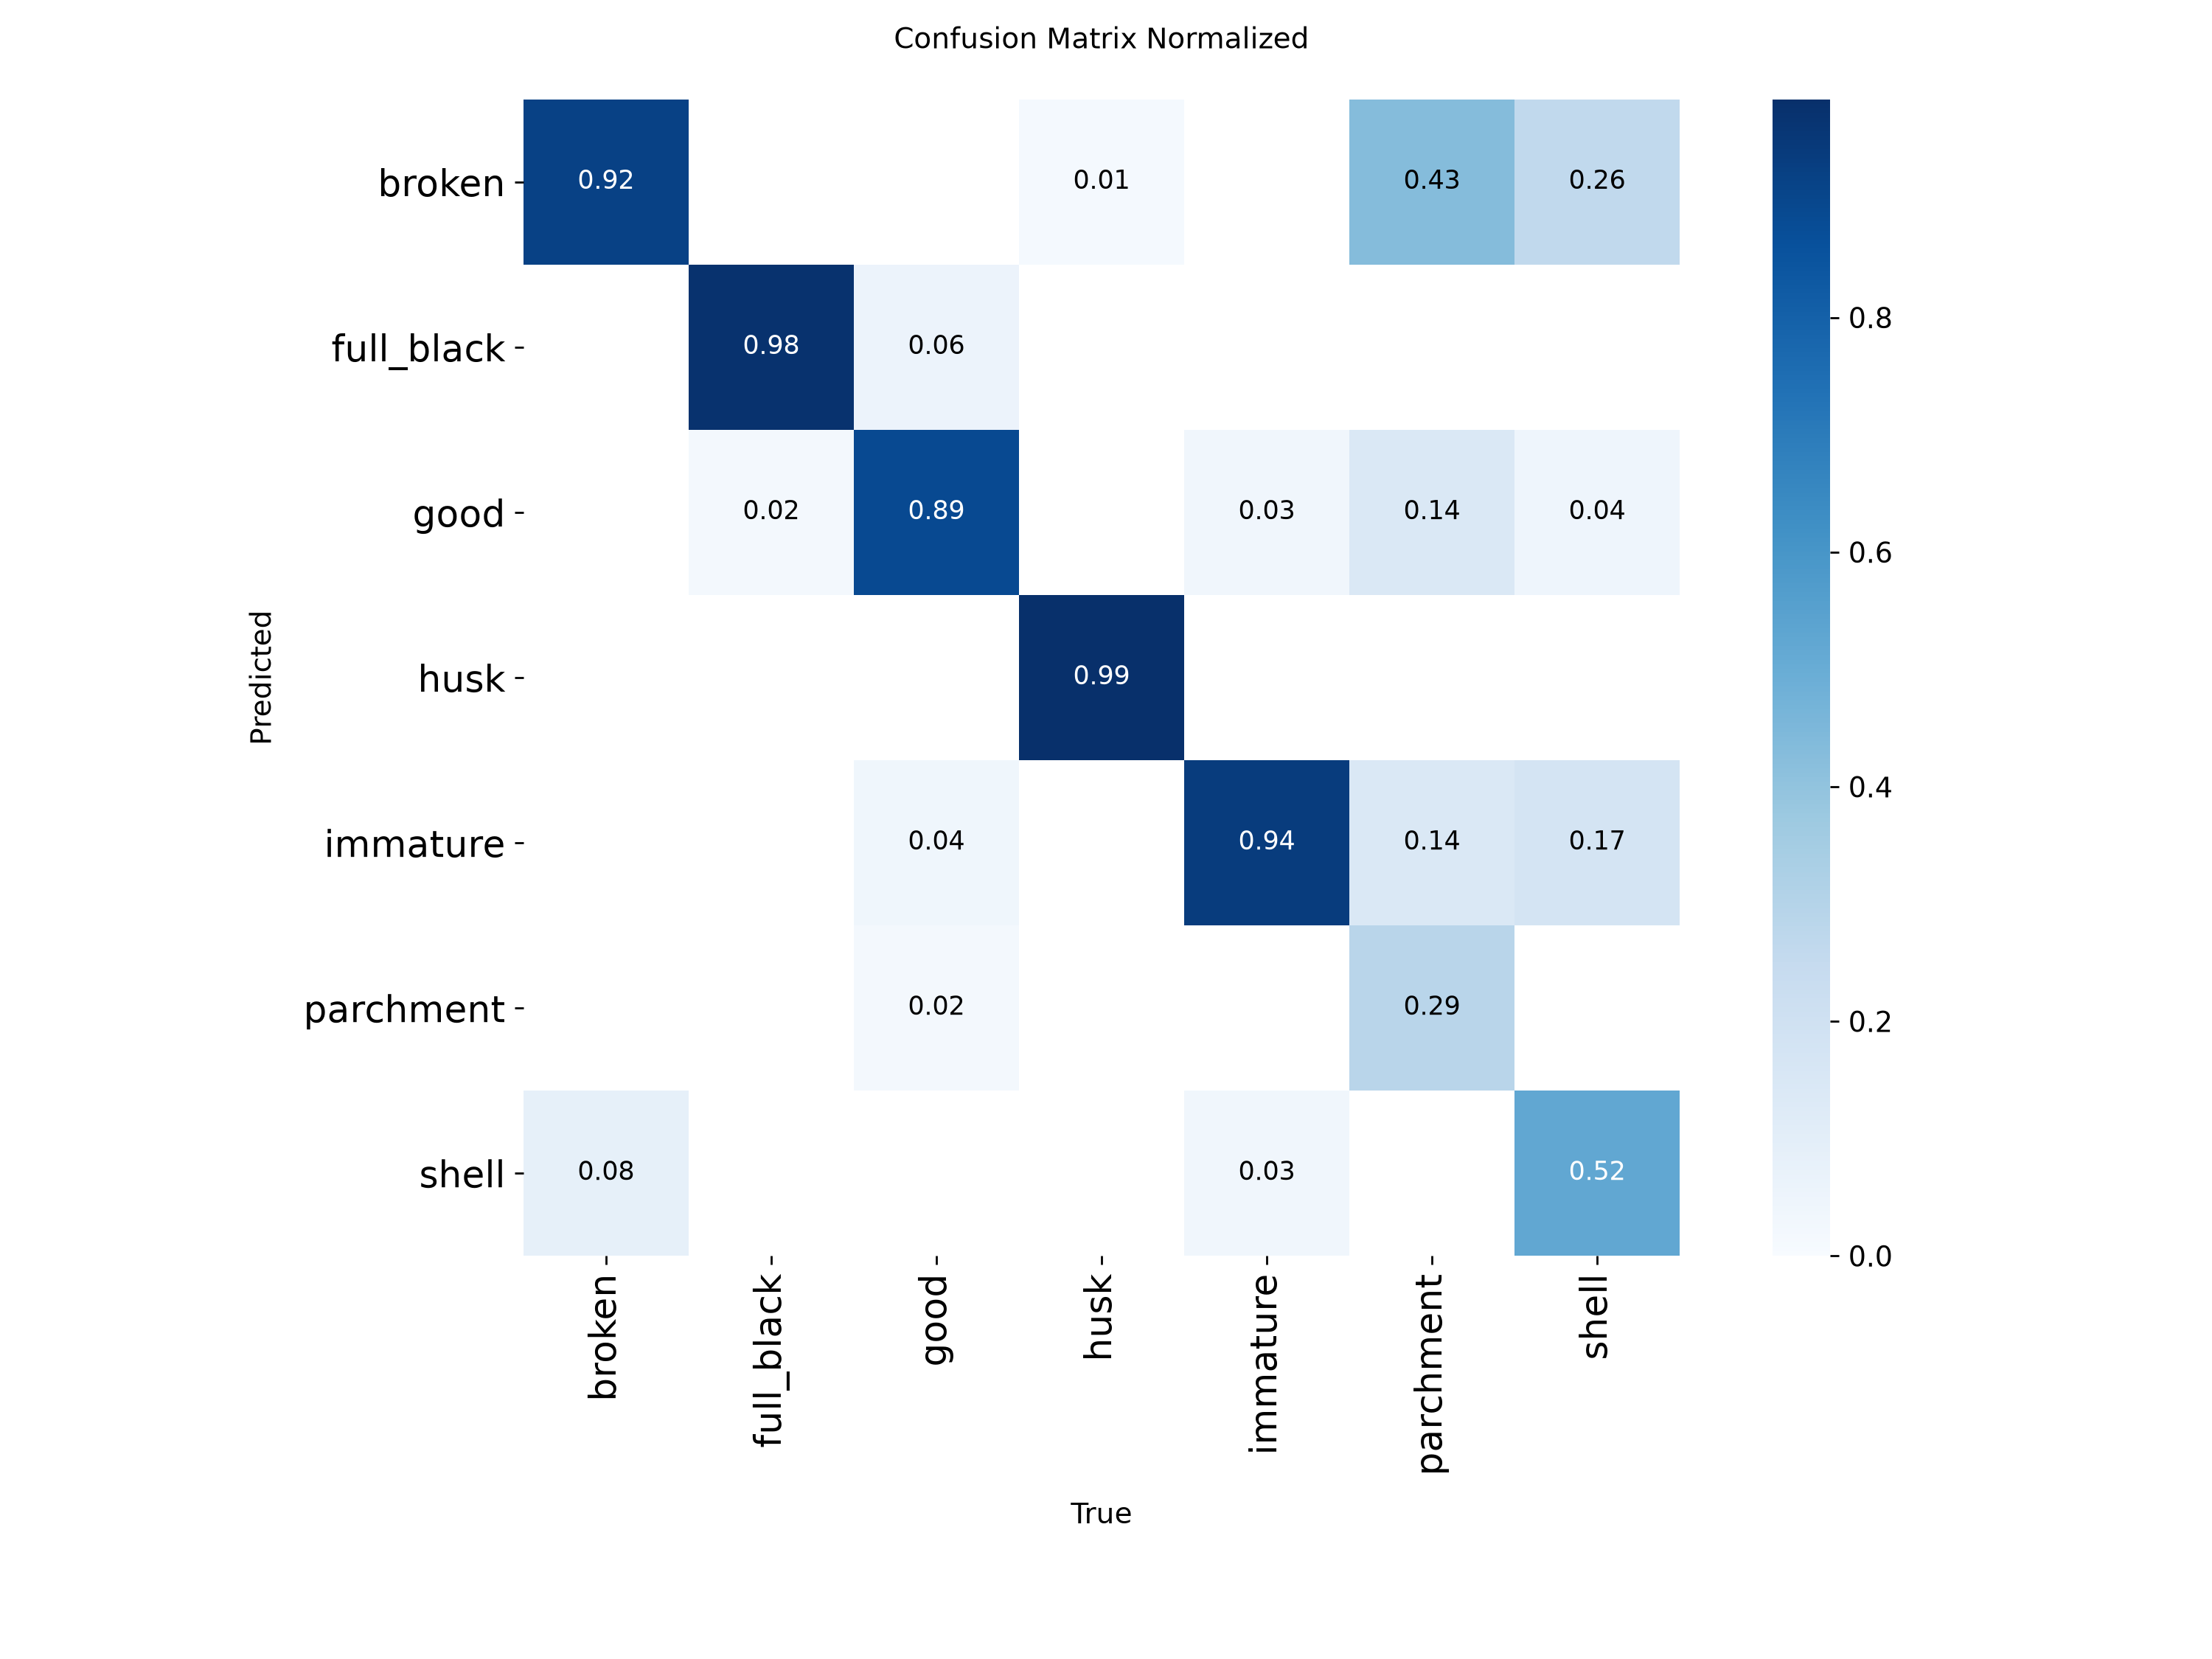 Confusion Matrix Normalized
broken 0.92 0.01 0.43 0.26
full_black 0.98 0.06
good 0.02 0.89 0.03 0.14 0.04
husk 0.99
immature 0.04 0.94 0.14 0.17
parchment 0.02 0.29
shell 0.08 0.03 0.52
Predicted
broken full_black good husk immature parchment shell
True
0.8
0.6
0.4
0.2
0.0